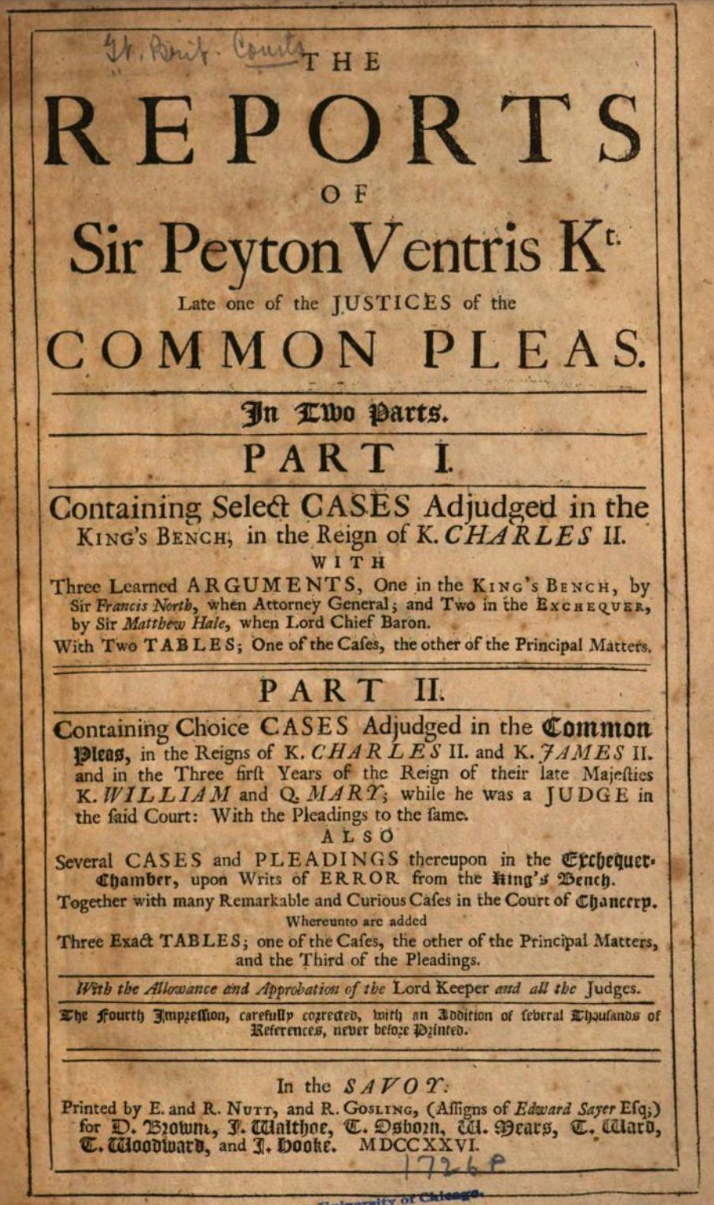 Gt. Brit. Courts
THE
REPORTS
OF
Sir Peyton Ventris Kt.
Late one of the JUSTICES of the
COMMON PLEAS.
In Two Parts.
PART I.
Containing Select CASES Adjudged in the
KING'S BENCH, in the Reign of K. CHARLES II.
WITH
Three Learned ARGUMENTS, One in the KING'S BENCH, by
Sir Francis North, when Attorney General; and Two in the EXCHEQUER,
by Sir Matthew Hale, when Lord Chief Baron.
With Two TABLES; One of the Caſes, the other of the Principal Matters.
PART II.
Containing Choice CASES Adjudged in the Common
Pleas, in the Reigns of K. CHARLES II. and K. JAMES II.
and in the Three firſt Years of the Reign of their late Majeſties
K. WILLIAM and Q. MARY; while he was a JUDGE in
the ſaid Court: With the Pleadings to the ſame.
ALSO
Several CASES and PLEADINGS thereupon in the Exchequer-
Chamber, upon Writs of ERROR from the King's Bench.
Together with many Remarkable and Curious Caſes in the Court of Chancery.
Whereunto are added
Three Exact TABLES; one of the Caſes, the other of the Principal Matters,
and the Third of the Pleadings.
With the Allowance and Approbation of the Lord Keeper and all the Judges.
The Fourth Impreſſion, carefully corrected, with an Addition of ſeveral Thouſands of
References, never before Printed.
In the SAVOY:
Printed by E. and R. NUTT, and R. GOSLING, (Aſſigns of Edward Sayer Eſq;)
for D. Browne, J. Walthoe, T. Osborn, W. Mears, T. Ward,
T. Woodward, and J. Hooke. MDCCXXVI.
1726P
University of Chicago.